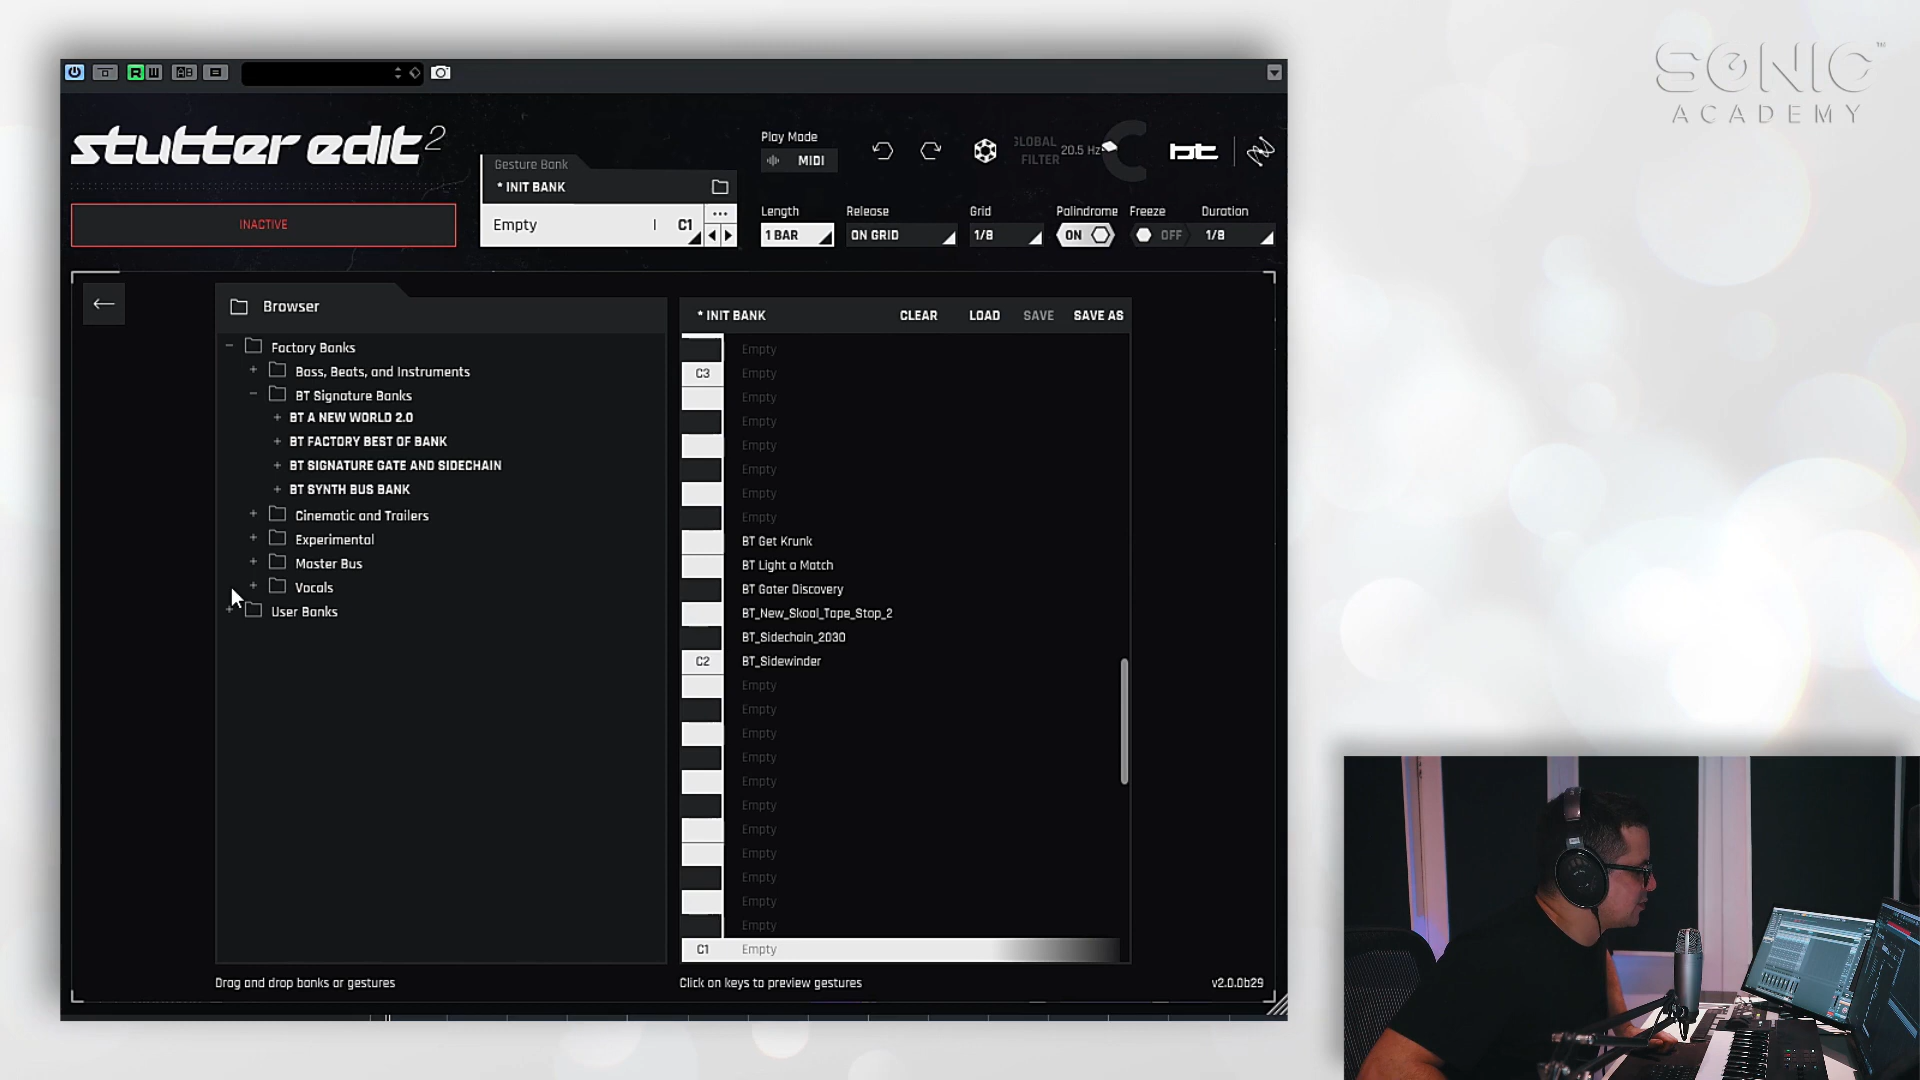 SONIC™
ACADEMY
stutter edit 2
INACTIVE
Gesture Bank
* INIT BANK
Empty
C1
Play Mode
MIDI
GLOBAL
FILTER
20.5 Hz
bt
Length
1 BAR
Release
ON GRID
Grid
1/8
Palindrome
ON
Freeze
OFF
Duration
1/8
Browser
Factory Banks
Bass, Beats, and Instruments
BT Signature Banks
BT A NEW WORLD 2.0
BT FACTORY BEST OF BANK
BT SIGNATURE GATE AND SIDECHAIN
BT SYNTH BUS BANK
Cinematic and Trailers
Experimental
Master Bus
Vocals
User Banks
* INIT BANK CLEAR LOAD SAVE SAVE AS
Empty
C3 Empty
Empty
Empty
Empty
Empty
Empty
Empty
BT Get Krunk
BT Light a Match
BT Gater Discovery
BT_New_Skool_Tape_Stop_2
BT_Sidechain_2030
C2 BT_Sidewinder
Empty
Empty
Empty
Empty
Empty
Empty
Empty
Empty
Empty
Empty
Empty
C1 Empty
Drag and drop banks or gestures
Click on keys to preview gestures
v2.0.0b29